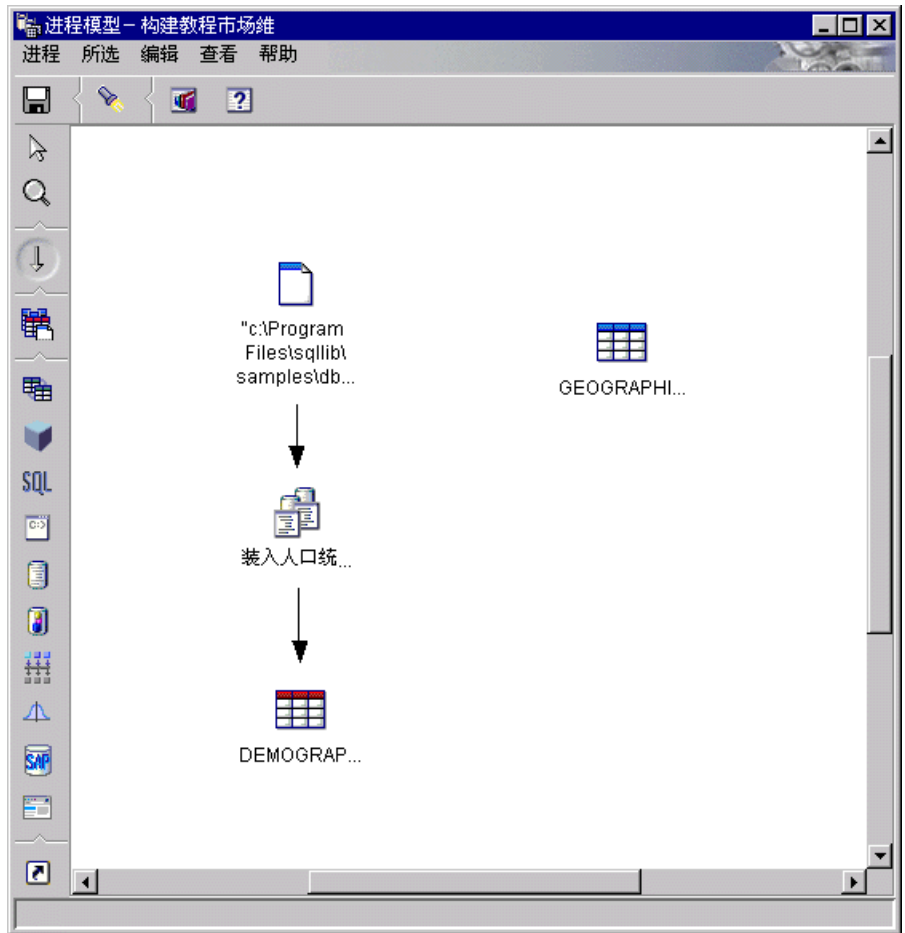 进程模型 – 构建教程市场维
进程 所选 编辑 查看 帮助
"c:\Program
Files\sqllib\
samples\db...
GEOGRAPHI...
SQL
C:>
装入人口统...
DEMOGRAP...
SAP